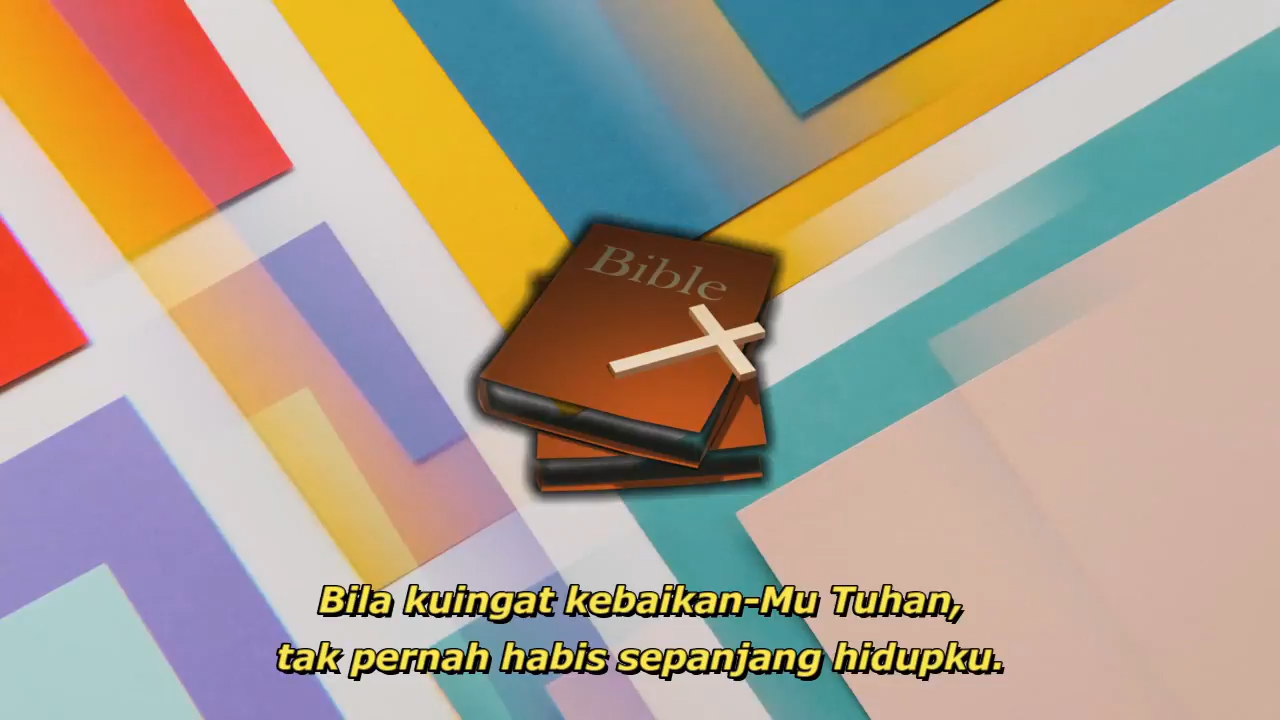 Bible
Bila kuingat kebaikan-Mu Tuhan,
tak pernah habis sepanjang hidupku.